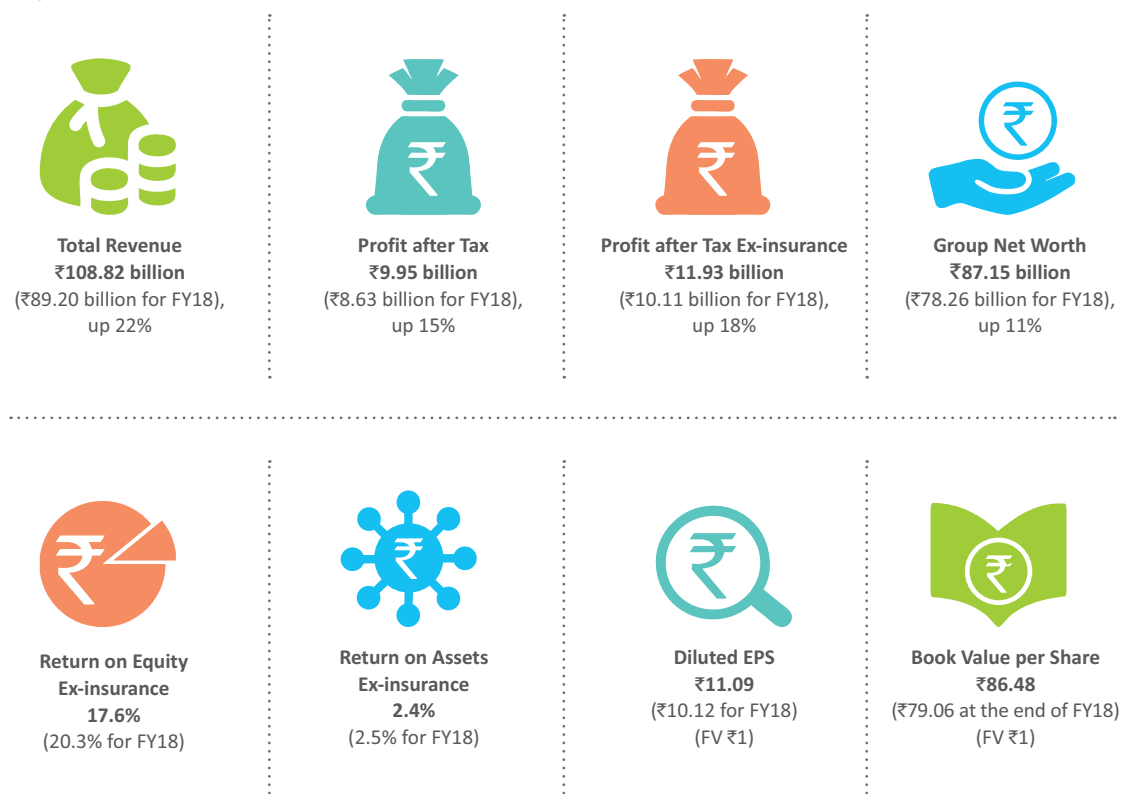 Total Revenue
₹108.82 billion
(₹89.20 billion for FY18),
up 22%
Profit after Tax
₹9.95 billion
(₹8.63 billion for FY18),
up 15%
Profit after Tax Ex-insurance
₹11.93 billion
(₹10.11 billion for FY18),
up 18%
Group Net Worth
₹87.15 billion
(₹78.26 billion for FY18),
up 11%
Return on Equity
Ex-insurance
17.6%
(20.3% for FY18)
Return on Assets
Ex-insurance
2.4%
(2.5% for FY18)
Diluted EPS
₹11.09
(₹10.12 for FY18)
(FV ₹1)
Book Value per Share
₹86.48
(₹79.06 at the end of FY18)
(FV ₹1)